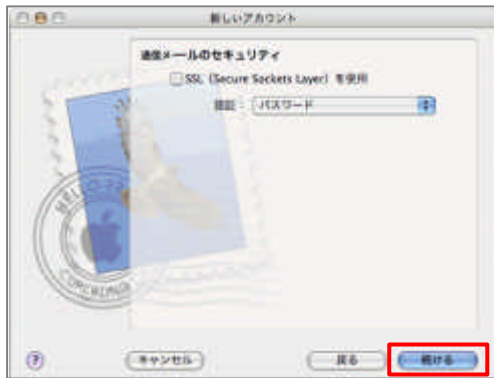 新しいアカウント
受信メールのセキュリティ
SSL (Secure Sockets Layer) を使用
認証： パスワード
?
キャンセル
戻る
続ける